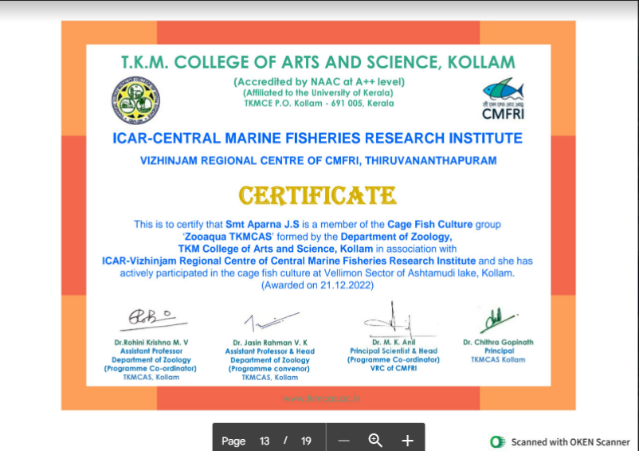 T.K.M. COLLEGE OF ARTS AND SCIENCE, KOLLAM
(Accredited by NAAC at A++ level)
(Affiliated to the University of Kerala)
TKMCE P.O. Kollam - 691 005, Kerala
CMFRI
ICAR-CENTRAL MARINE FISHERIES RESEARCH INSTITUTE
VIZHINJAM REGIONAL CENTRE OF CMFRI, THIRUVANANTHAPURAM
CERTIFICATE
This is to certify that Smt Aparna J.S is a member of the Cage Fish Culture group
'Zooaqua TKMCAS' formed by the Department of Zoology,
TKM College of Arts and Science, Kollam in association with
ICAR-Vizhinjam Regional Centre of Central Marine Fisheries Research Institute and she has
actively participated in the cage fish culture at Vellimon Sector of Ashtamudi lake, Kollam.
(Awarded on 21.12.2022)
Dr.Rohini Krishna M. V
Assistant Professor
Department of Zoology
(Programme Co-ordinator)
TKMCAS, Kollam
Dr. Jasin Rahman V. K
Assistant Professor & Head
Department of Zoology
(Programme convenor)
TKMCAS, Kollam
Dr. M. K. Anil
Principal Scientist & Head
(Programme Co-ordinator)
VRC of CMFRI
Dr. Chithra Gopinath
Principal
TKMCAS Kollam
Page 13 / 19
Scanned with OKEN Scanner